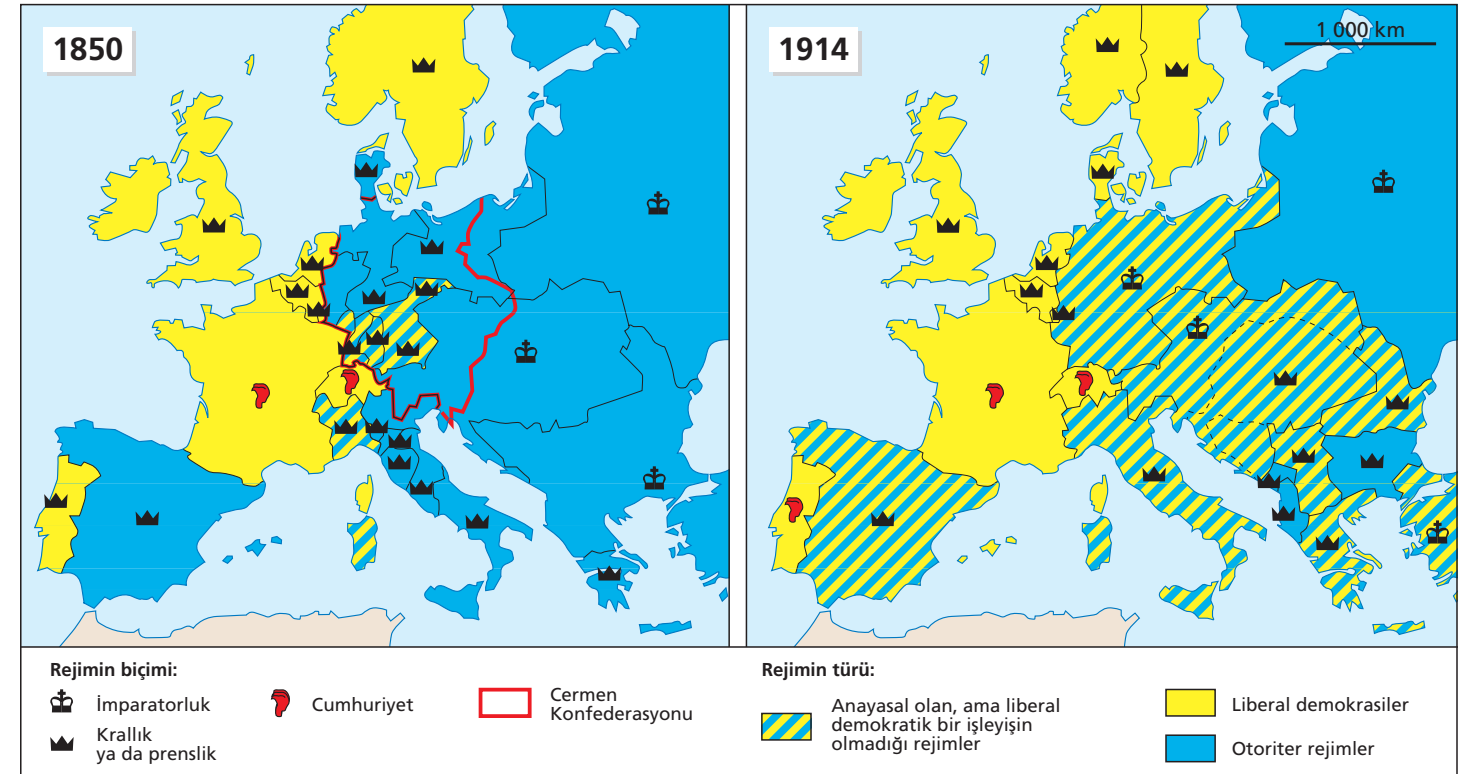 1850
1914
1 000 km
Rejimin biçimi:
İmparatorluk
Krallık
ya da prenslik
Cumhuriyet
Cermen
Konfederasyonu
Rejimin türü:
Anayasal olan, ama liberal
demokratik bir işleyişin
olmadığı rejimler
Liberal demokrasiler
Otoriter rejimler